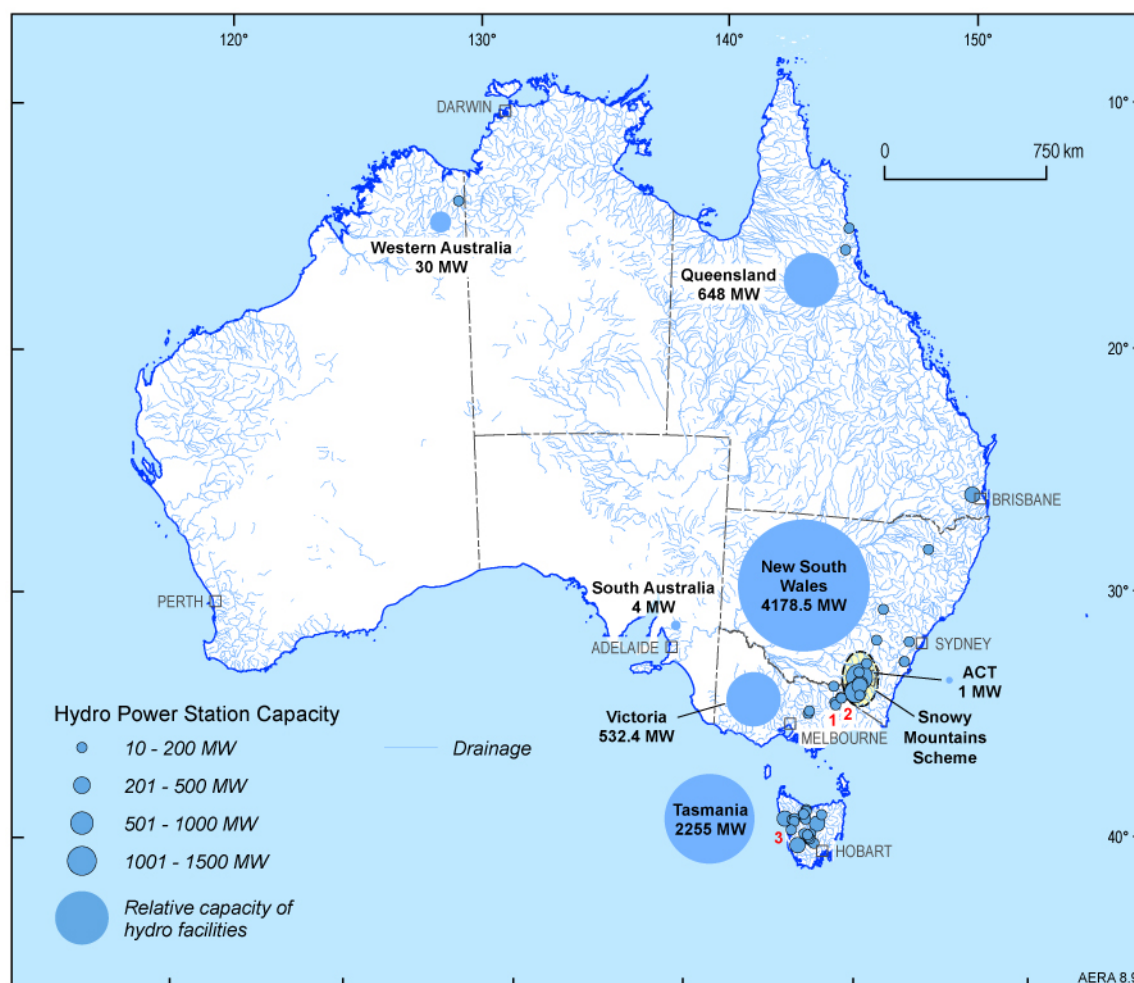 120°
130°
140°
150°
DARWIN
10°
0
750 km
Western Australia
30 MW
Queensland
648 MW
20°
BRISBANE
New South
Wales
4178.5 MW
South Australia
4 MW
30°
PERTH
ADELAIDE
SYDNEY
ACT
1 MW
Hydro Power Station Capacity
Victoria
532.4 MW
1
2
Snowy
Mountains
Scheme
MELBOURNE
10 - 200 MW
Drainage
201 - 500 MW
501 - 1000 MW
Tasmania
2255 MW
3
40°
HOBART
1001 - 1500 MW
Relative capacity of
hydro facilities
AERA 8.9